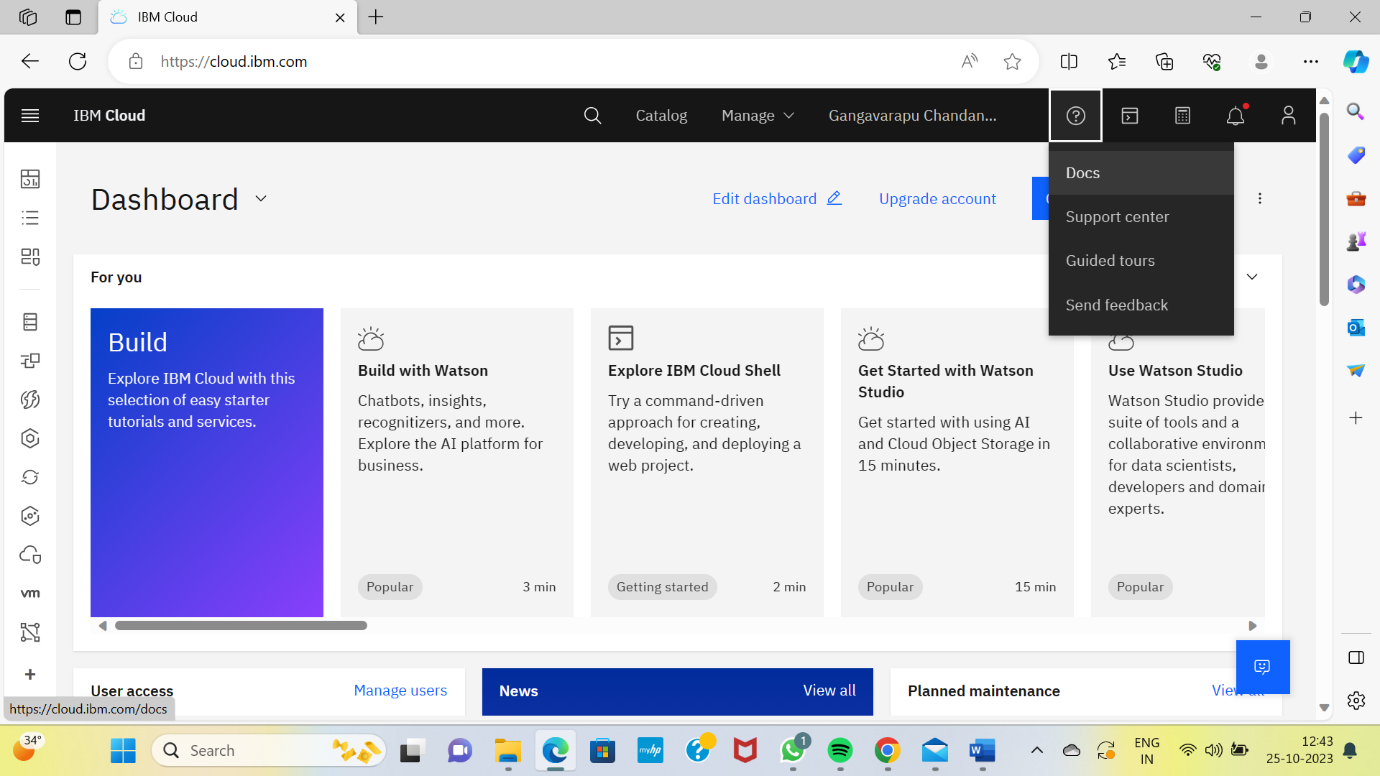 IBM Cloud
https://cloud.ibm.com
IBM Cloud
Catalog
Manage
Gangavarapu Chandan...
Docs
Support center
Guided tours
Send feedback
Dashboard
Edit dashboard
Upgrade account
For you
Build
Explore IBM Cloud with this
selection of easy starter
tutorials and services.
Build with Watson
Chatbots, insights,
recognizers, and more.
Explore the AI platform for
business.
Popular
3 min
Explore IBM Cloud Shell
Try a command-driven
approach for creating,
developing, and deploying a
web project.
Getting started
2 min
Get Started with Watson
Studio
Get started with using AI
and Cloud Object Storage in
15 minutes.
Popular
15 min
Use Watson Studio
Watson Studio provide
suite of tools and a
collaborative environm
for data scientists,
developers and domai
experts.
Popular
vm
User access
Manage users
News
View all
Planned maintenance
View all
https://cloud.ibm.com/docs
34°
Search
myhp
1
ENG
IN
12:43
25-10-2023